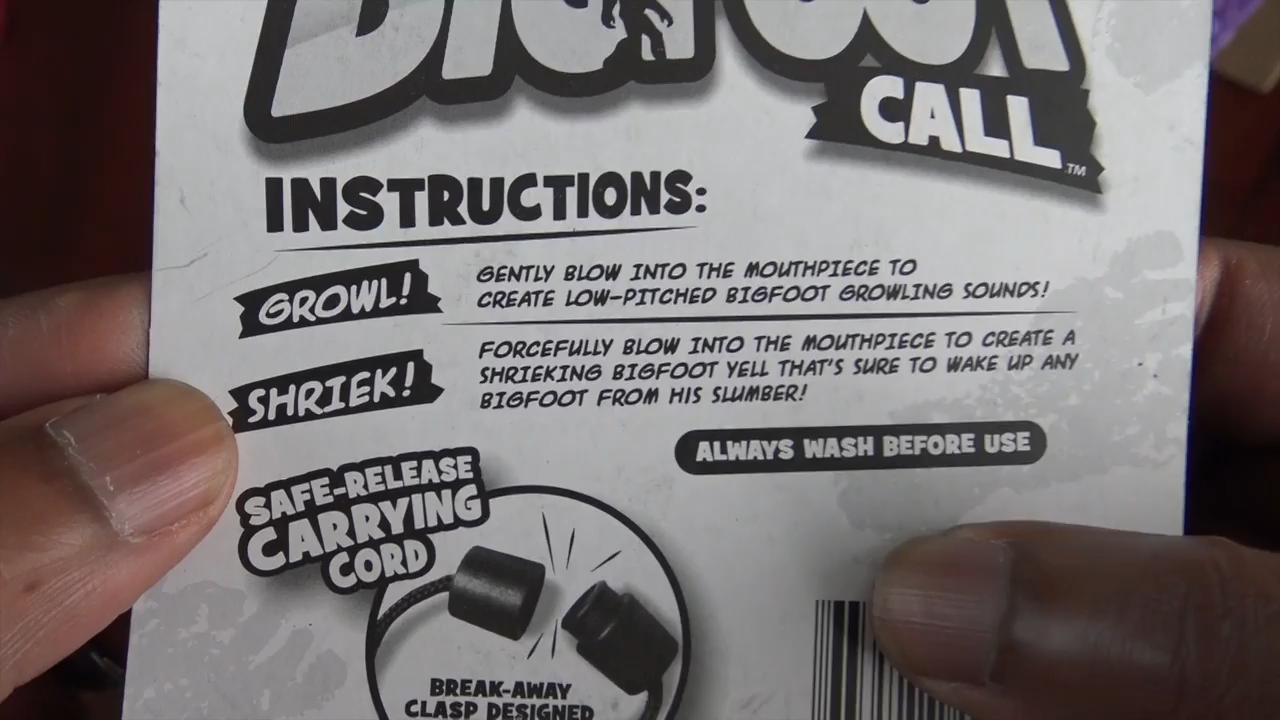 BIGFOOT
CALL™
INSTRUCTIONS:
GROWL!
GENTLY BLOW INTO THE MOUTHPIECE TO
CREATE LOW-PITCHED BIGFOOT GROWLING SOUNDS!
SHRIEK!
FORCEFULLY BLOW INTO THE MOUTHPIECE TO CREATE A
SHRIEKING BIGFOOT YELL THAT'S SURE TO WAKE UP ANY
BIGFOOT FROM HIS SLUMBER!
ALWAYS WASH BEFORE USE
SAFE-RELEASE
CARRYING
CORD
BREAK-AWAY
CLASP DESIGNED